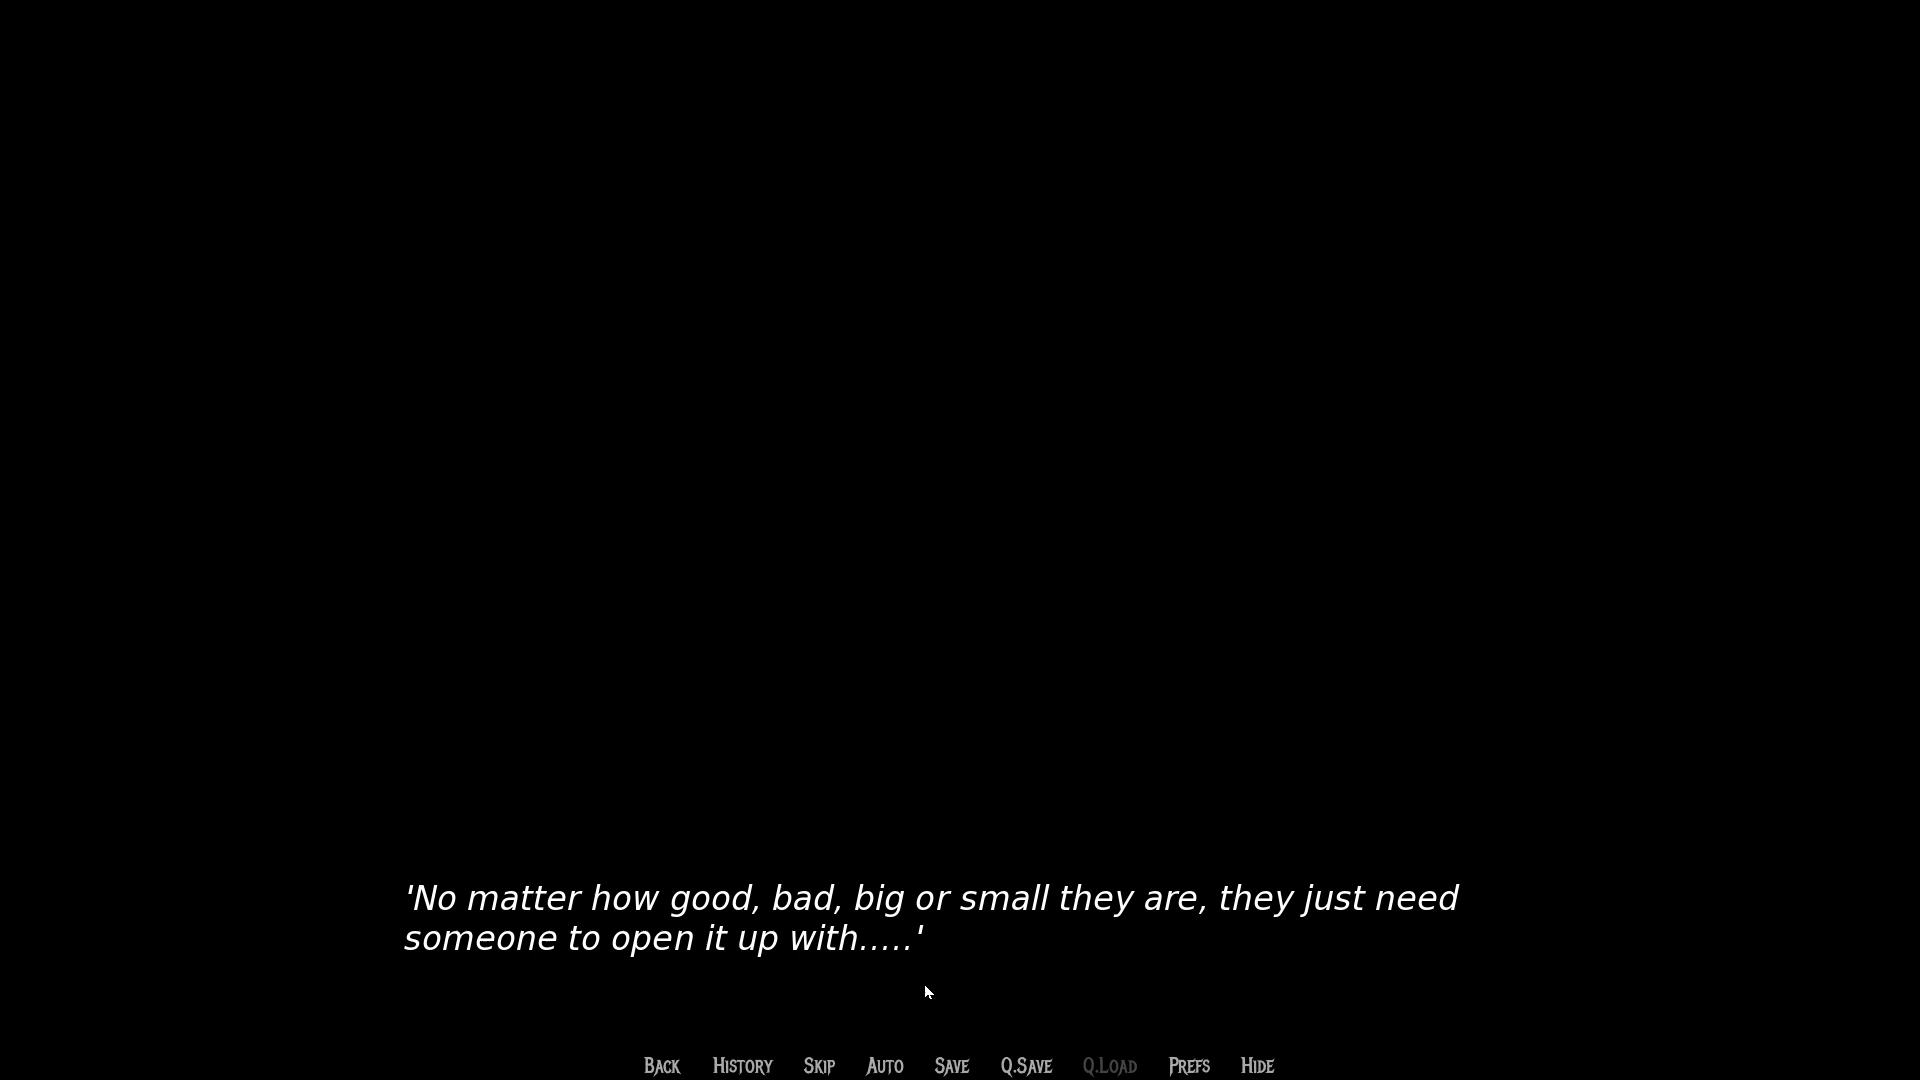 'No matter how good, bad, big or small they are, they just need
someone to open it up with.....'
Back History Skip Auto Save Q.Save Q.Load Prefs Hide